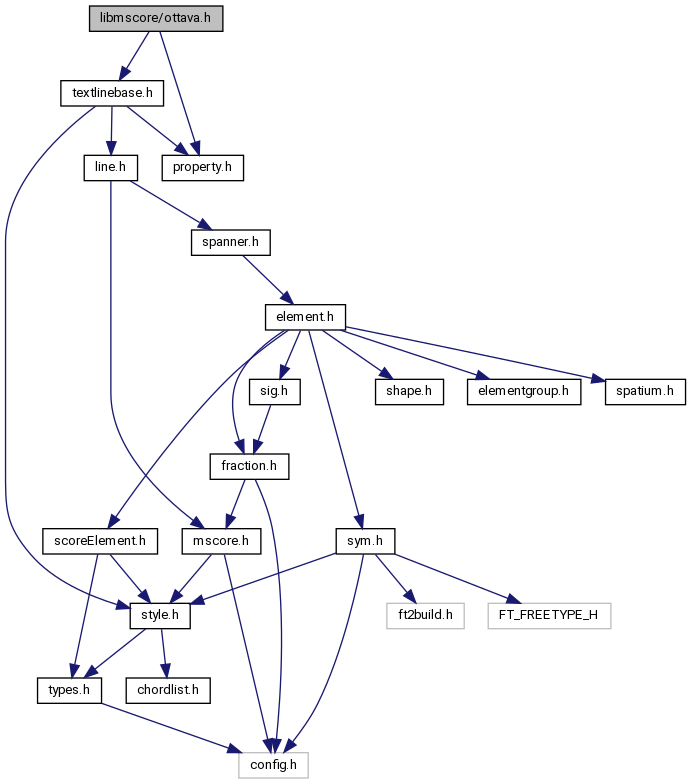 libmscore/ottava.h
textlinebase.h
line.h
property.h
spanner.h
element.h
sig.h
shape.h
elementgroup.h
spatium.h
fraction.h
scoreElement.h
mscore.h
sym.h
style.h
ft2build.h
FT_FREETYPE_H
types.h
chordlist.h
config.h